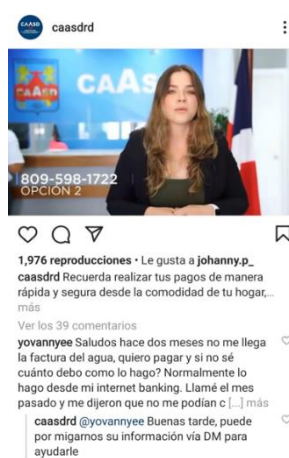 CAASD
caasdrd
CAASD
CAASD
809-598-1722
OPCIÓN 2
1,976 reproducciones · Le gusta a johanny.p_
caasdrd Recuerda realizar tus pagos de manera
rápida y segura desde la comodidad de tu hogar,...
más
Ver los 39 comentarios
yovannyee Saludos hace dos meses no me llega
la factura del agua, quiero pagar y si no sé
cuánto debo como lo hago? Normalmente lo
hago desde mi internet banking. Llamé el mes
pasado y me dijeron que no me podían c [...] más
caasdrd @yovannyee Buenas tarde, puede
por migarnos su información vía DM para
ayudarle